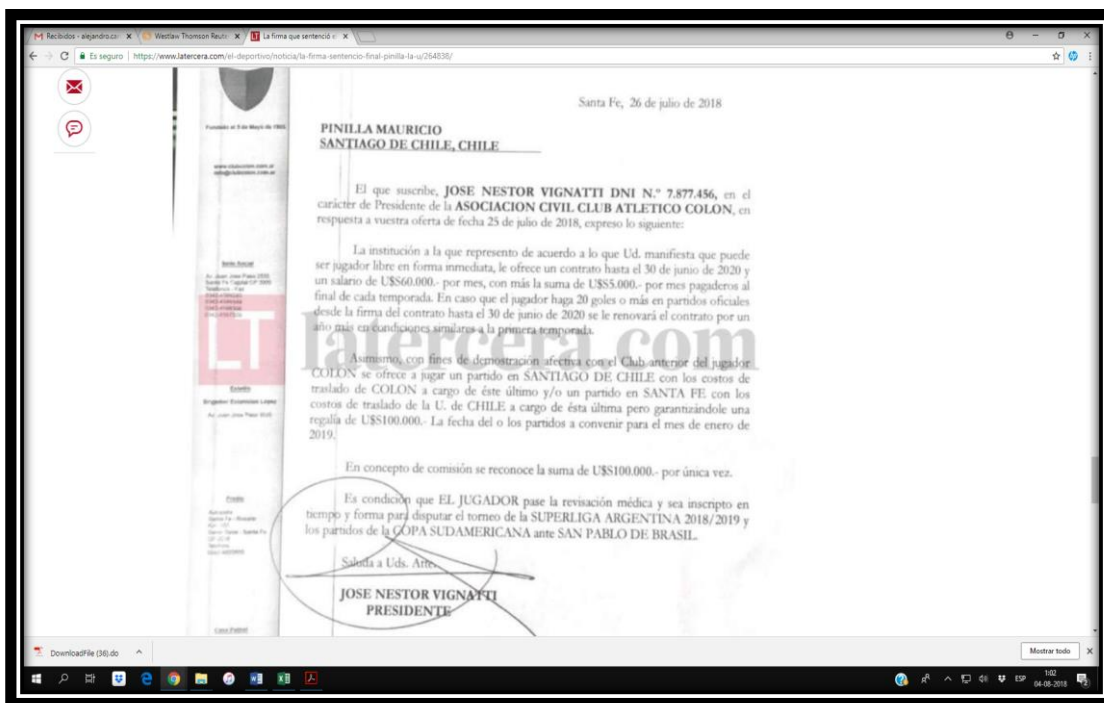 Recibidos - alejandro.ca
Westlaw Thomson Reute
La firma que sentenció e
Es seguro | https://www.latercera.com/el-deportivo/noticia/la-firma-sentencio-final-pinilla-la-u/264838/
Santa Fe, 26 de julio de 2018
Fundado el 5 de Mayo de 1905
PINILLA MAURICIO
SANTIAGO DE CHILE, CHILE
El que suscribe, JOSE NESTOR VIGNATTI DNI N.º 7.877.456, en el
carácter de Presidente de la ASOCIACION CIVIL CLUB ATLETICO COLON, en
respuesta a vuestra oferta de fecha 25 de julio de 2018, expreso lo siguiente:
La institución a la que represento de acuerdo a lo que Ud. manifiesta que puede
ser jugador libre en forma inmediata, le ofrece un contrato hasta el 30 de junio de 2020 y
un salario de U$S60.000.- por mes, con más la suma de U$S5.000.- por mes pagaderos al
final de cada temporada. En caso que el jugador haga 20 goles o más en partidos oficiales
desde la firma del contrato hasta el 30 de junio de 2020 se le renovará el contrato por un
año más en condiciones similares a la primera temporada.
LT latercera.com
Asimismo, con fines de demostración afectiva con el Club anterior del jugador
COLON se ofrece a jugar un partido en SANTIAGO DE CHILE con los costos de
traslado de COLON a cargo de éste último y/o un partido en SANTA FE con los
costos de traslado de la U. de CHILE a cargo de ésta última pero garantizándole una
regalía de U$S100.000.- La fecha del o los partidos a convenir para el mes de enero de
2019.
En concepto de comisión se reconoce la suma de U$S100.000.- por única vez.
Es condición que EL JUGADOR pase la revisación médica y sea inscripto en
tiempo y forma para disputar el torneo de la SUPERLIGA ARGENTINA 2018/2019 y
los partidos de la COPA SUDAMERICANA ante SAN PABLO DE BRASIL.
Saluda a Uds. Atte.
JOSE NESTOR VIGNATTI
PRESIDENTE
Sede Social
Estadio
Brigadier Estanislao Lopez
Predio
Casa Futbol
DownloadFile (36).do
Mostrar todo
ESP
1:02
04-08-2018